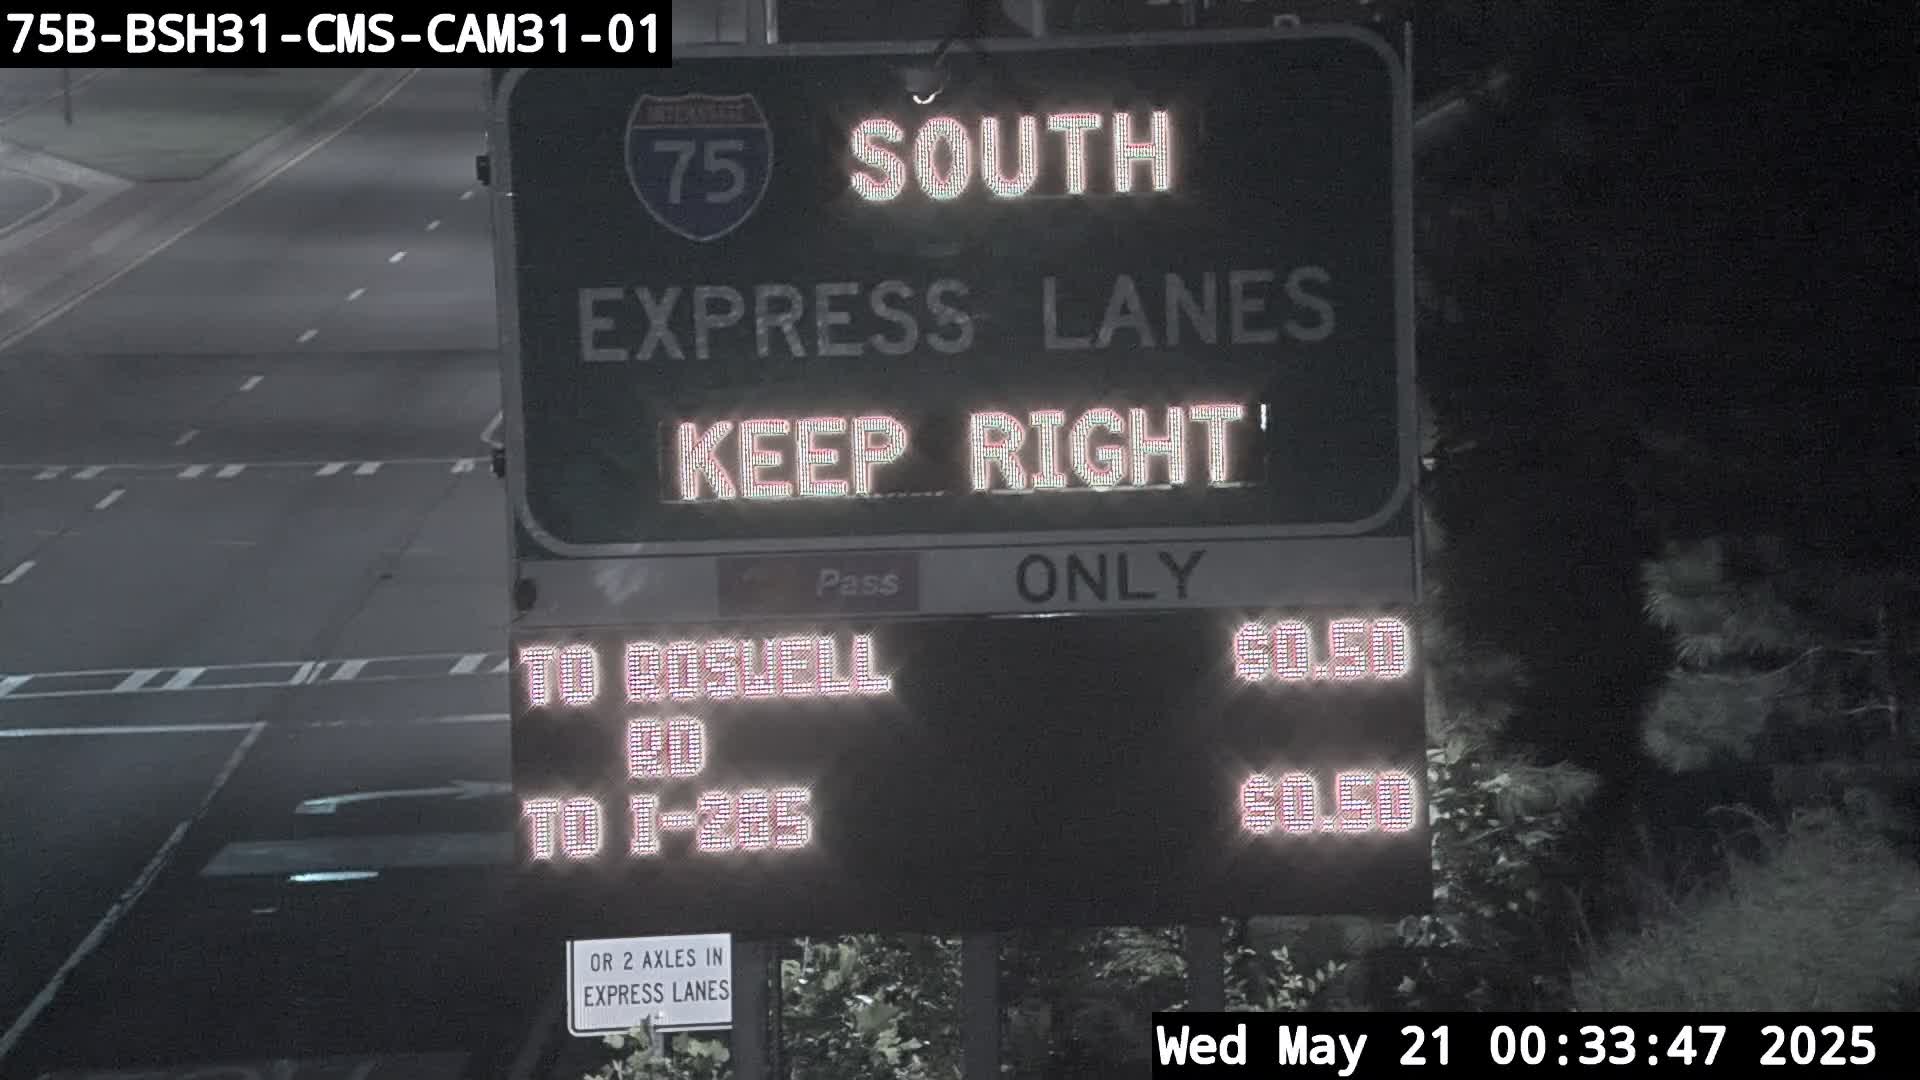 75B-BSH31-CMS-CAM31-01
INTERSTATE
75
SOUTH
EXPRESS LANES
KEEP RIGHT
Pass ONLY
TO ROSWELL $0.50
RD
TO I-285 $0.50
OR 2 AXLES IN
EXPRESS LANES
Wed May 21 00:33:47 2025